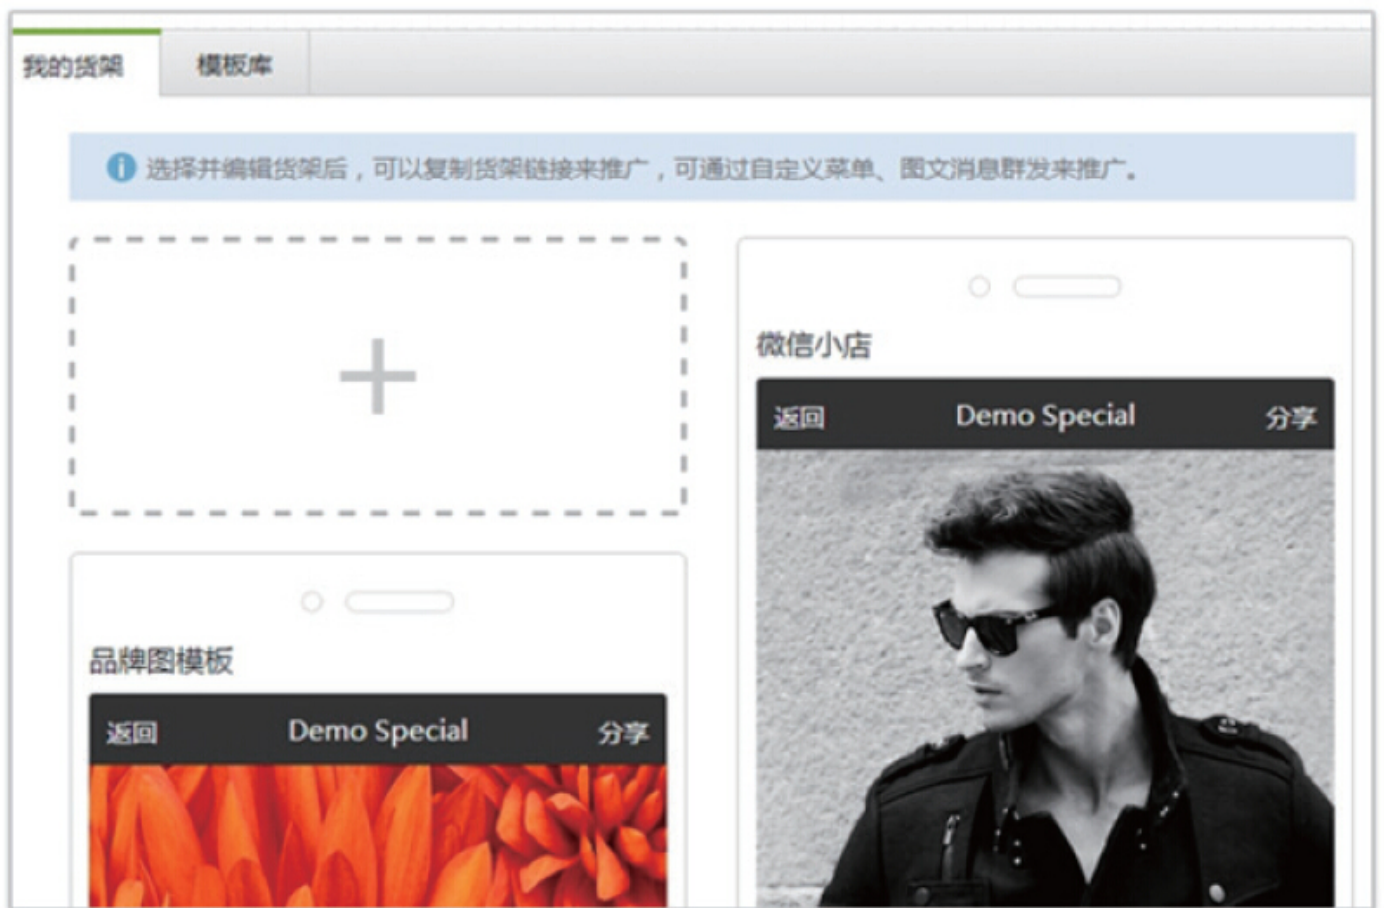 我的货架
模板库
选择并编辑货架后，可以复制货架链接来推广，可通过自定义菜单、图文消息群发来推广。
微信小店
返回 Demo Special 分享
品牌图模板
返回 Demo Special 分享